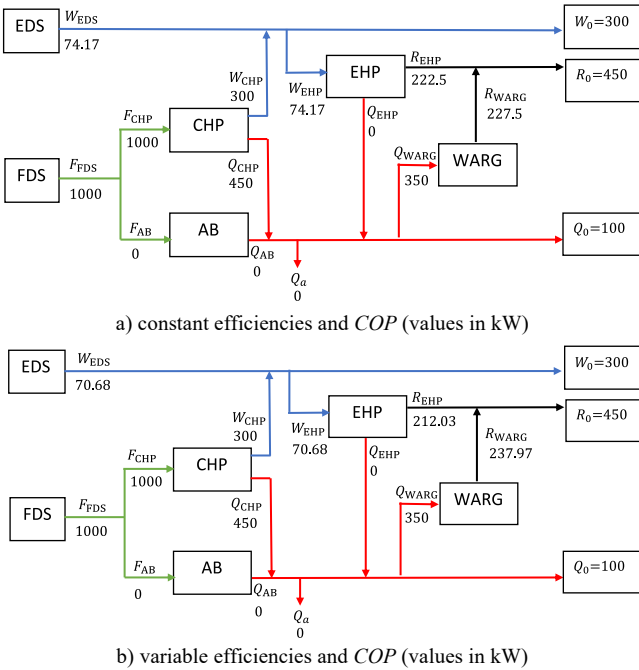 EDS
W_EDS
74.17
W_0=300
W_CHP
300
W_EHP
74.17
EHP
R_EHP
222.5
R_0=450
R_WARG
227.5
F_CHP
1000
CHP
Q_CHP
450
Q_EHP
0
Q_WARG
350
WARG
FDS
F_FDS
1000
F_AB
0
AB
Q_AB
0
Q_a
0
Q_0=100
a) constant efficiencies and COP (values in kW)
EDS
W_EDS
70.68
W_0=300
W_CHP
300
W_EHP
70.68
EHP
R_EHP
212.03
R_0=450
R_WARG
237.97
F_CHP
1000
CHP
Q_CHP
450
Q_EHP
0
Q_WARG
350
WARG
FDS
F_FDS
1000
F_AB
0
AB
Q_AB
0
Q_a
0
Q_0=100
b) variable efficiencies and COP (values in kW)